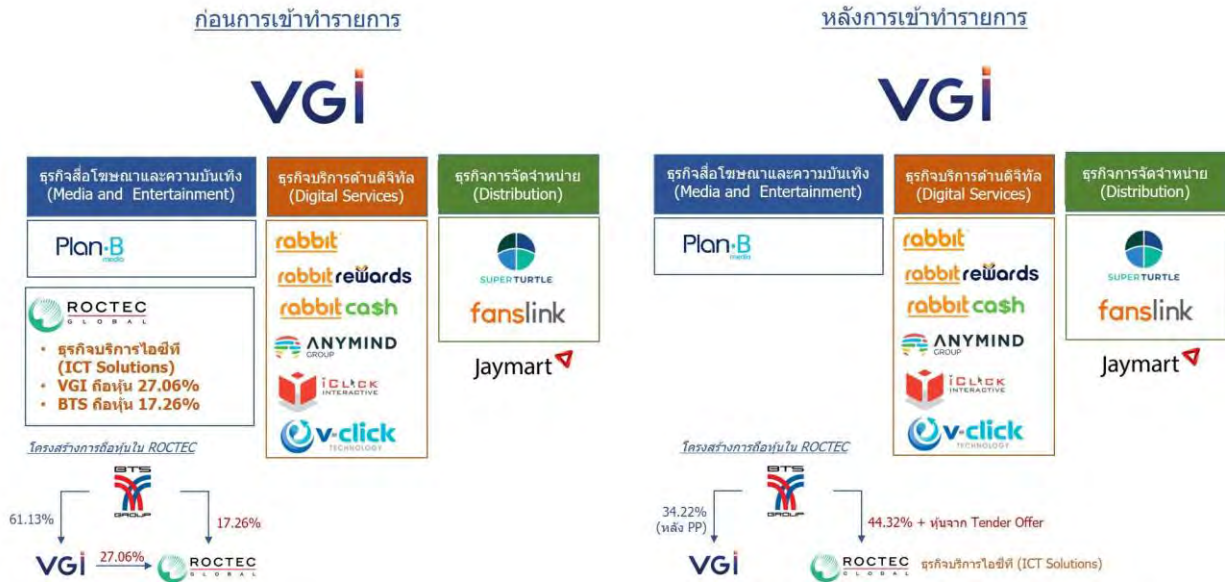 ก่อนการเข้าทำรายการ
VGI
ธุรกิจสื่อโฆษณาและความบันเทิง
(Media and Entertainment)
ธุรกิจบริการด้านดิจิทัล
(Digital Services)
ธุรกิจการจัดจำหน่าย
(Distribution)
Plan·B
media
ROCTEC
GLOBAL
• ธุรกิจบริการไอซีที
(ICT Solutions)
• VGI ถือหุ้น 27.06%
• BTS ถือหุ้น 17.26%
rabbit
rabbit rewards
rabbit ca$h
ANYMIND
GROUP
iCLICK
INTERACTIVE
v-click
TECHNOLOGY
SUPER TURTLE
fanslink
Jaymart
โครงสร้างการถือหุ้นใน ROCTEC
BTS
GROUP
61.13%
17.26%
VGI
27.06%
ROCTEC
GLOBAL
หลังการเข้าทำรายการ
VGI
ธุรกิจสื่อโฆษณาและความบันเทิง
(Media and Entertainment)
ธุรกิจบริการด้านดิจิทัล
(Digital Services)
ธุรกิจการจัดจำหน่าย
(Distribution)
Plan·B
media
rabbit
rabbit rewards
rabbit ca$h
ANYMIND
GROUP
iCLICK
INTERACTIVE
v-click
TECHNOLOGY
SUPER TURTLE
fanslink
Jaymart
โครงสร้างการถือหุ้นใน ROCTEC
BTS
GROUP
34.22%
(หลัง PP)
44.32% + หุ้นจาก Tender Offer
VGI
ROCTEC
GLOBAL
ธุรกิจบริการไอซีที (ICT Solutions)